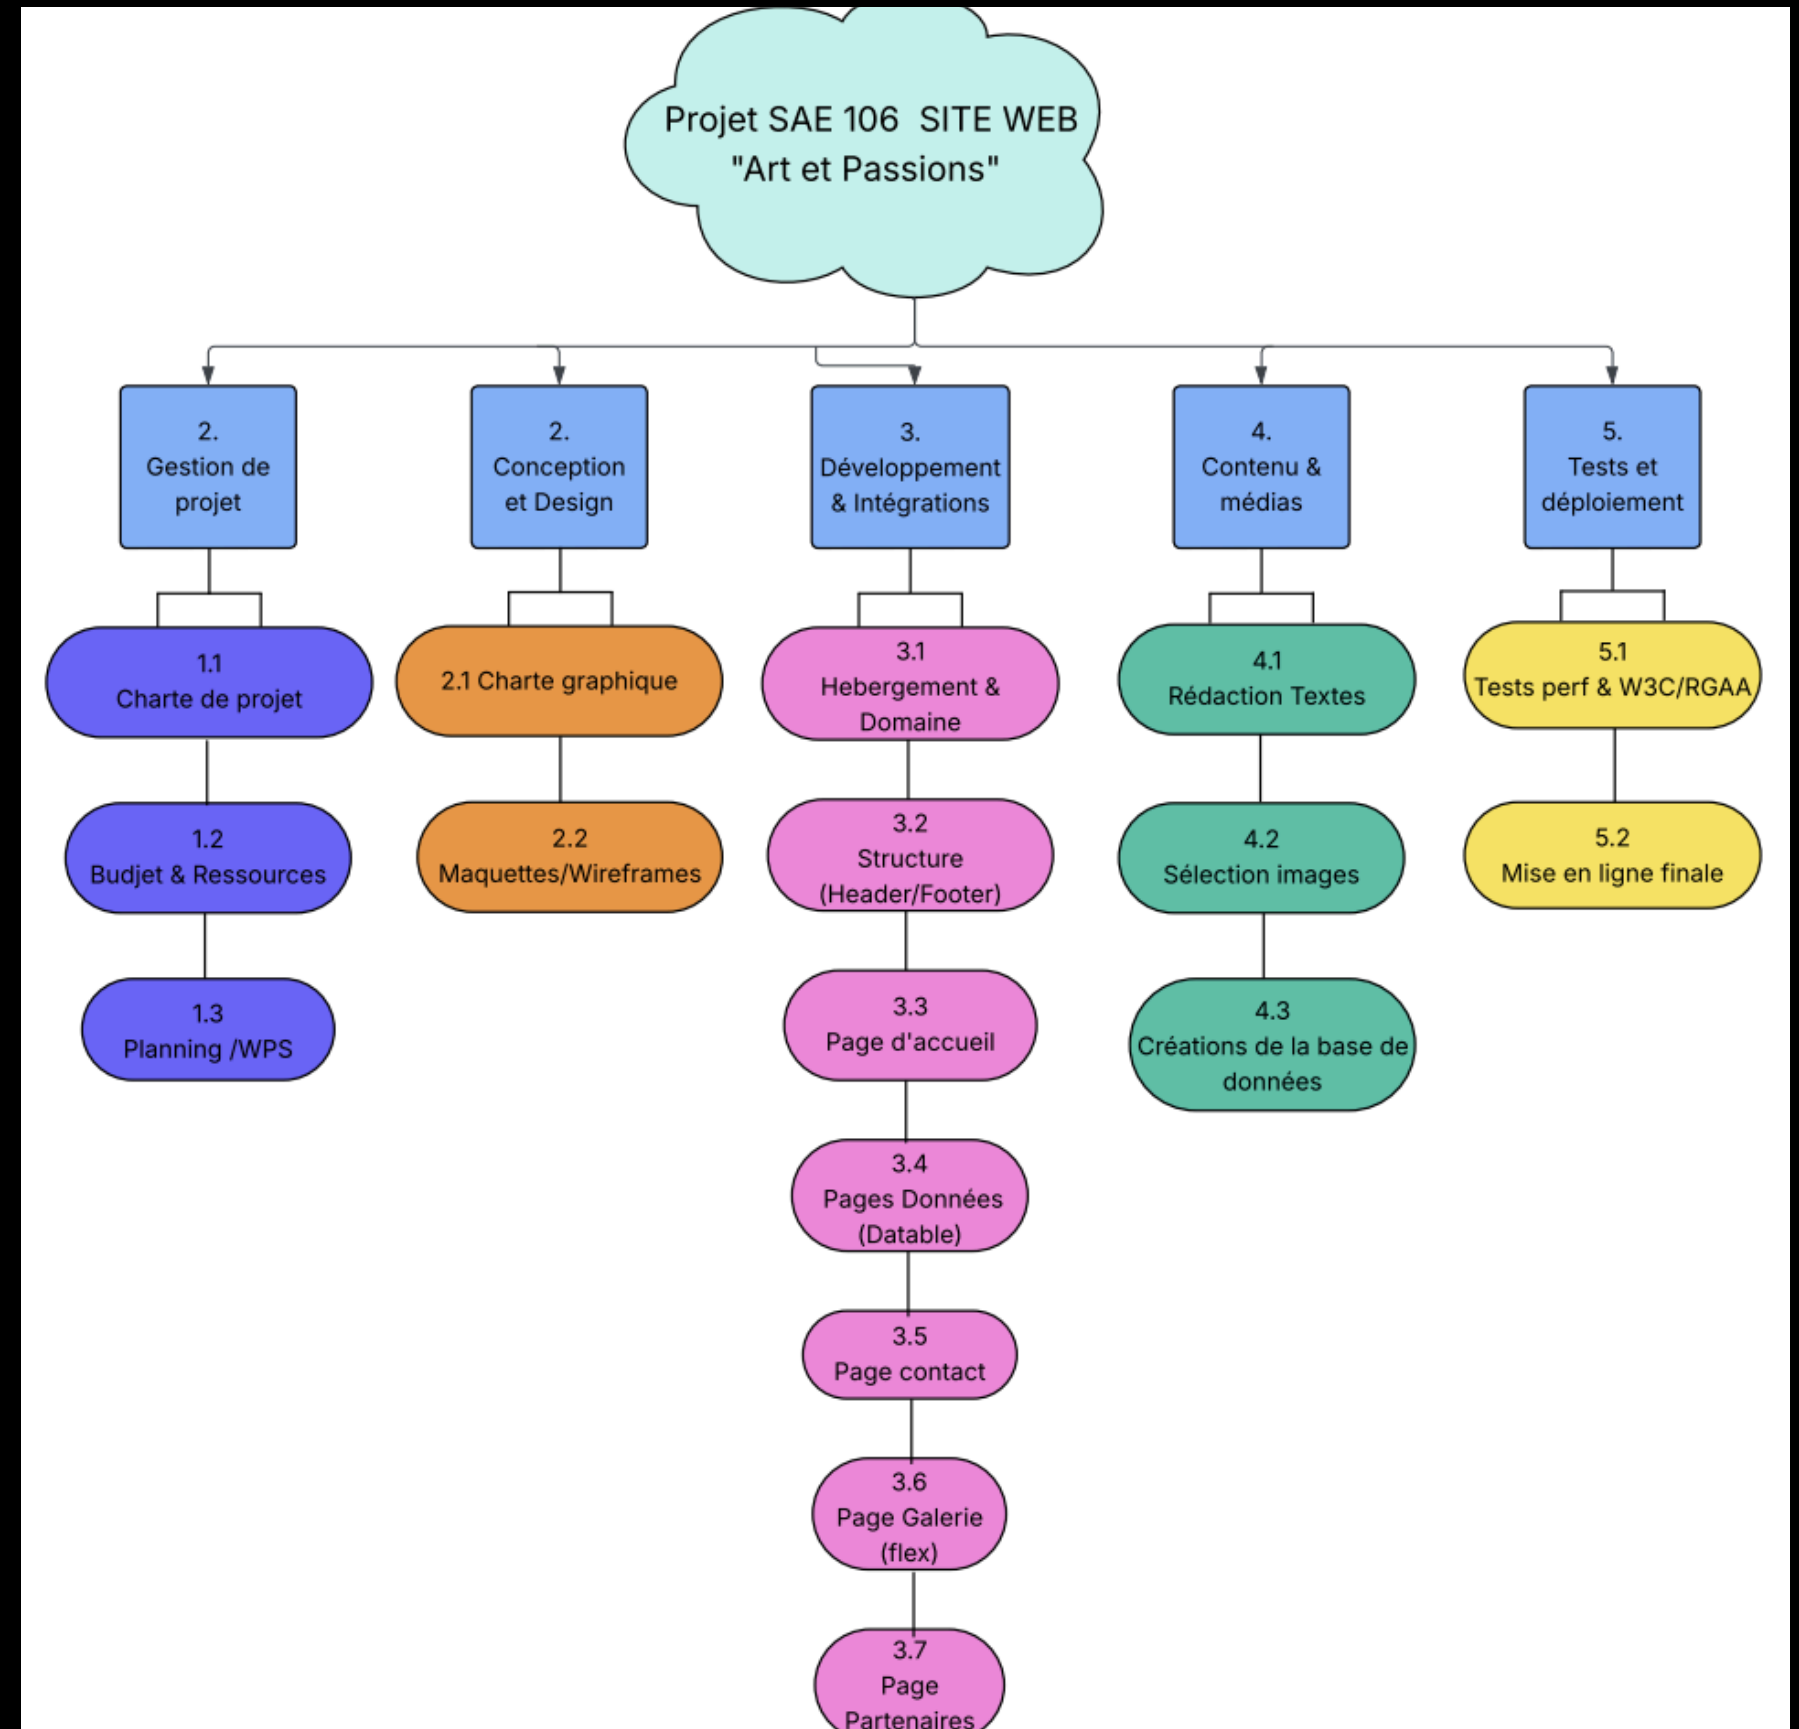 Projet SAE 106  SITE WEB
"Art et Passions"
2.
Gestion de
projet
2.
Conception
et Design
3.
Développement
& Intégrations
4.
Contenu &
médias
5.
Tests et
déploiement
1.1
Charte de projet
1.2
Budjet & Ressources
1.3
Planning /WPS
2.1 Charte graphique
2.2
Maquettes/Wireframes
3.1
Hebergement &
Domaine
3.2
Structure
(Header/Footer)
3.3
Page d'accueil
3.4
Pages Données
(Datable)
3.5
Page contact
3.6
Page Galerie
(flex)
3.7
Page
Partenaires
4.1
Rédaction Textes
4.2
Sélection images
4.3
Créations de la base de
données
5.1
Tests perf & W3C/RGAA
5.2
Mise en ligne finale